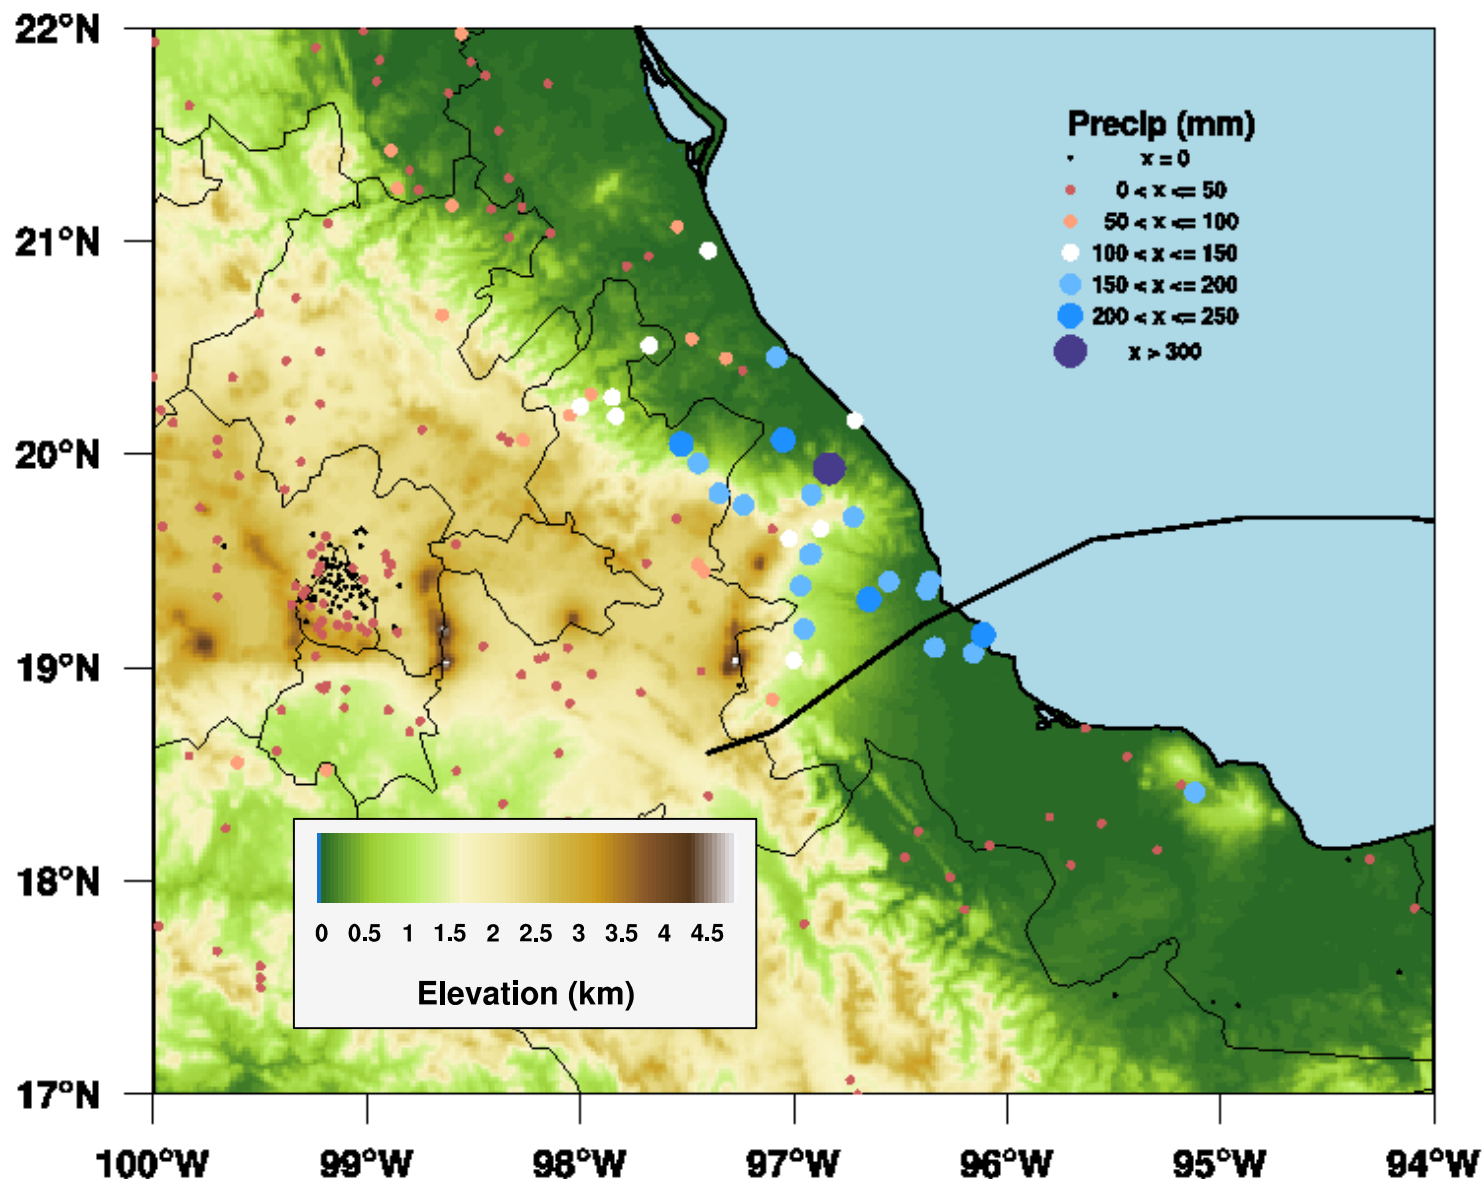 22°N
21°N
20°N
19°N
18°N
17°N
Precip (mm)
x = 0
0 < x <= 50
50 < x <= 100
100 < x <= 150
150 < x <= 200
200 < x <= 250
x > 300
0 0.5 1 1.5 2 2.5 3 3.5 4 4.5
Elevation (km)
100°W 99°W 98°W 97°W 96°W 95°W 94°W